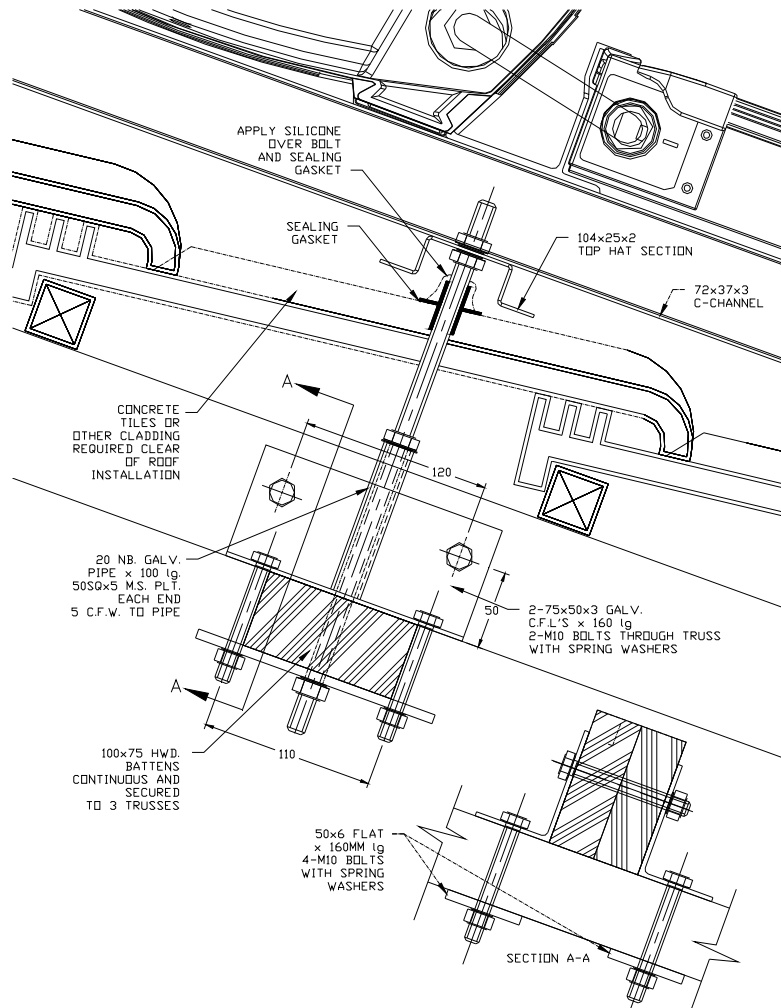 APPLY SILICONE
OVER BOLT
AND SEALING
GASKET
SEALING
GASKET
104x25x2
TOP HAT SECTION
72x37x3
C-CHANNEL
A
CONCRETE
TILES OR
OTHER CLADDING
REQUIRED CLEAR
OF ROOF
INSTALLATION
120
20 NB. GALV.
PIPE x 100 lg.
50SQx5 M.S. PLT.
EACH END
5 C.F.W. TO PIPE
50
2-75x50x3 GALV.
C.F.L'S x 160 lg
2-M10 BOLTS THROUGH TRUSS
WITH SPRING WASHERS
A
110
100x75 HWD.
BATTENS
CONTINUOUS AND
SECURED
TO 3 TRUSSES
50x6 FLAT
x 160MM lg
4-M10 BOLTS
WITH SPRING
WASHERS
SECTION A-A